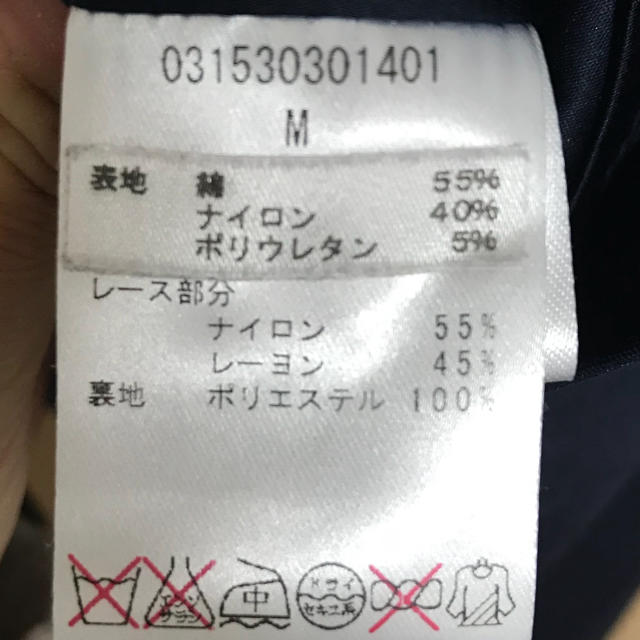 031530301401
M
表地 綿 55%
ナイロン 40%
ポリウレタン 5%
レース部分
ナイロン 55%
レーヨン 45%
裏地 ポリエステル 100%
中 ドライ セキユ系